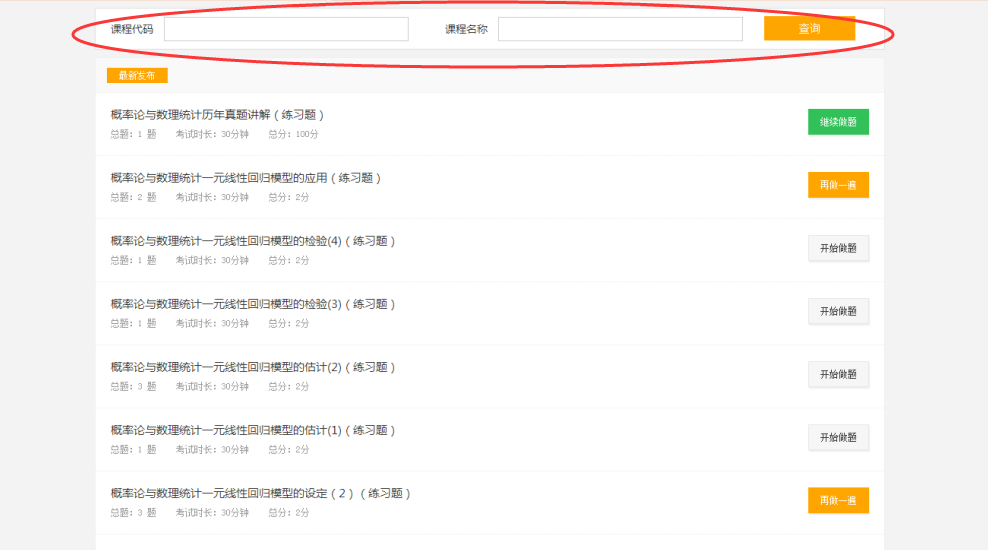 课程代码 课程名称 查询
最新发布
概率论与数理统计历年真题讲解（练习题）
总题：1 题 考试时长：30分钟 总分：100分 继续做题
概率论与数理统计一元线性回归模型的应用（练习题）
总题：2 题 考试时长：30分钟 总分：2分 再做一遍
概率论与数理统计一元线性回归模型的检验(4)（练习题）
总题：1 题 考试时长：30分钟 总分：2分 开始做题
概率论与数理统计一元线性回归模型的检验(3)（练习题）
总题：1 题 考试时长：30分钟 总分：2分 开始做题
概率论与数理统计一元线性回归模型的估计(2)（练习题）
总题：3 题 考试时长：30分钟 总分：2分 开始做题
概率论与数理统计一元线性回归模型的估计(1)（练习题）
总题：1 题 考试时长：30分钟 总分：2分 开始做题
概率论与数理统计一元线性回归模型的设定（2）（练习题）
总题：3 题 考试时长：30分钟 总分：2分 再做一遍